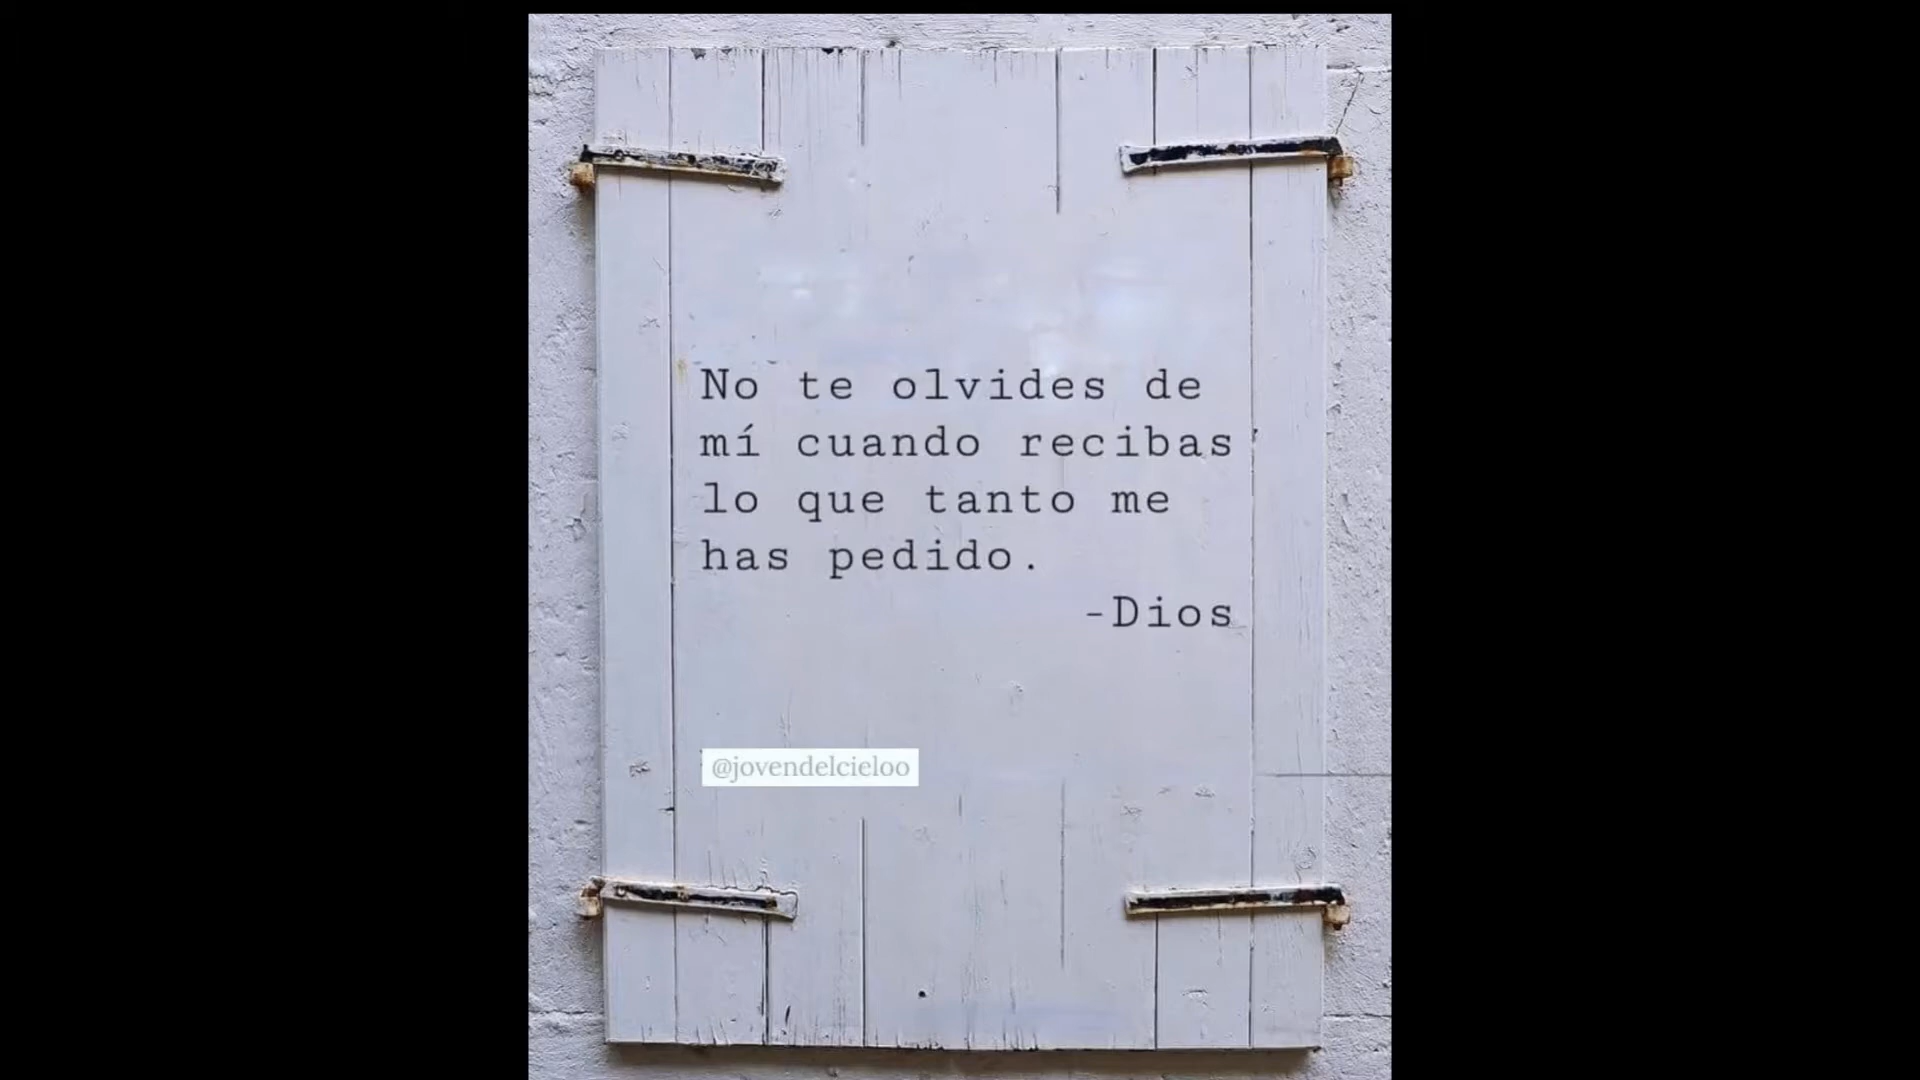 No te olvides de
mí cuando recibas
lo que tanto me
has pedido.
-Dios
@jovendelcieloo